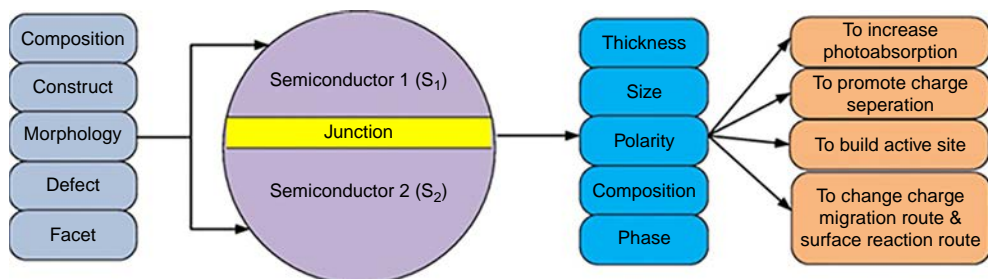 Composition
Construct
Morphology
Defect
Facet
Semiconductor 1 (S₁)
Junction
Semiconductor 2 (S₂)
Thickness
Size
Polarity
Composition
Phase
To increase
photoabsorption
To promote charge
seperation
To build active site
To change charge
migration route &
surface reaction route